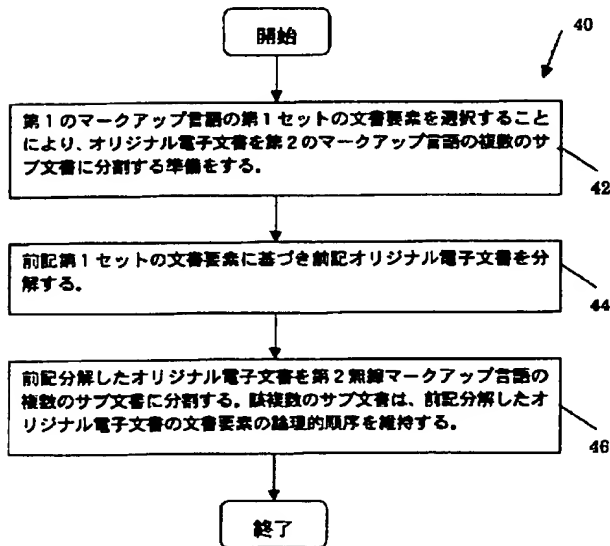 開始
40
第1のマークアップ言語の第1セットの文書要素を選択すること
により、オリジナル電子文書を第2のマークアップ言語の複数のサ
ブ文書に分割する準備をする。
42
前記第1セットの文書要素に基づき前記オリジナル電子文書を分
解する。
44
前記分解したオリジナル電子文書を第2無線マークアップ言語の
複数のサブ文書に分割する。該複数のサブ文書は、前記分解したオ
リジナル電子文書の文書要素の論理的順序を維持する。
46
終了